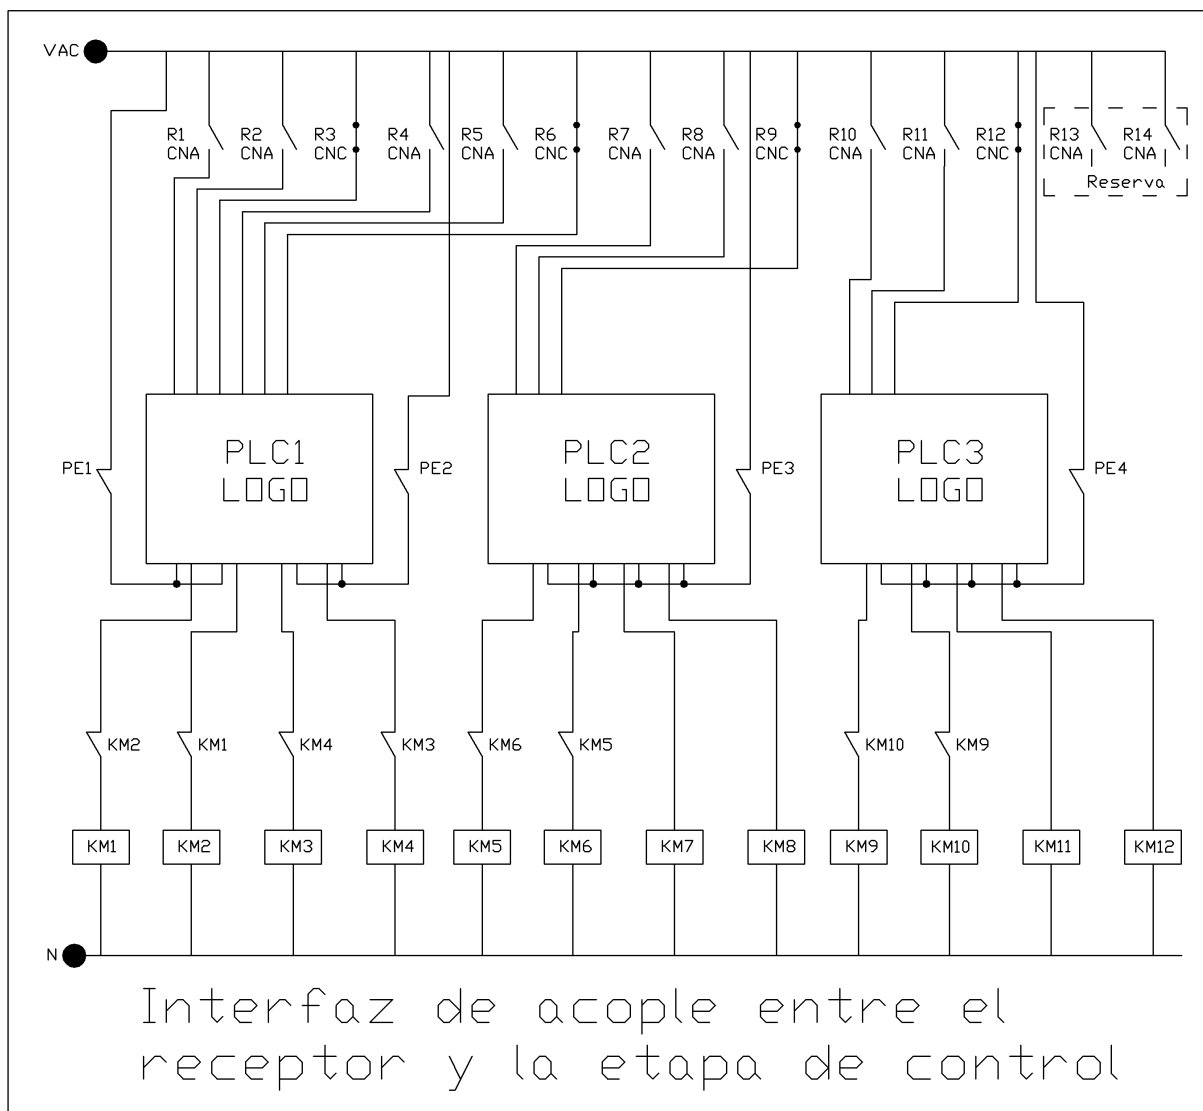 VAC
R1 CNA
R2 CNA
R3 CNC
R4 CNA
R5 CNA
R6 CNC
R7 CNA
R8 CNA
R9 CNC
R10 CNA
R11 CNA
R12 CNC
R13 CNA
R14 CNA
Reserva
PE1
PLC1
LOGO
PE2
PLC2
LOGO
PE3
PLC3
LOGO
PE4
KM2
KM1
KM4
KM3
KM6
KM5
KM10
KM9
KM1
KM2
KM3
KM4
KM5
KM6
KM7
KM8
KM9
KM10
KM11
KM12
N
Interfaz de acople entre el
receptor y la etapa de control